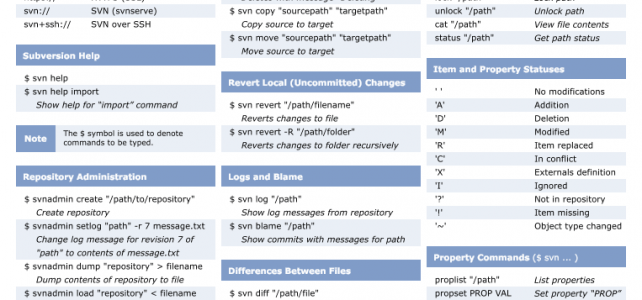 svn:// SVN (svnserve)
svn+ssh:// SVN over SSH
Subversion Help
$ svn help
$ svn help import
Show help for "import" command
Note
The $ symbol is used to denote
commands to be typed.
Repository Administration
$ svnadmin create "/path/to/repository"
Create repository
$ svnadmin setlog "path" -r 7 message.txt
Change log message for revision 7 of
"path" to contents of message.txt
$ svnadmin dump "repository" > filename
Dump contents of repository to file
$ svnadmin load "repository" < filename
$ svn copy "sourcepath" "targetpath"
Copy source to target
$ svn move "sourcepath" "targetpath"
Move source to target
Revert Local (Uncommitted) Changes
$ svn revert "/path/filename"
Reverts changes to file
$ svn revert -R "/path/folder"
Reverts changes to folder recursively
Logs and Blame
$ svn log "/path"
Show log messages from repository
$ svn blame "/path"
Show commits with messages for path
Differences Between Files
$ svn diff "/path/file"
unlock "/path" Unlock path
cat "/path" View file contents
status "/path" Get path status
Item and Property Statuses
' ' No modifications
'A' Addition
'D' Deletion
'M' Modified
'R' Item replaced
'C' In conflict
'X' Externals definition
'I' Ignored
'?' Not in repository
'!' Item missing
'~' Object type changed
Property Commands ($ svn ... )
proplist "/path" List properties
propset PROP VAL Set property "PROP"